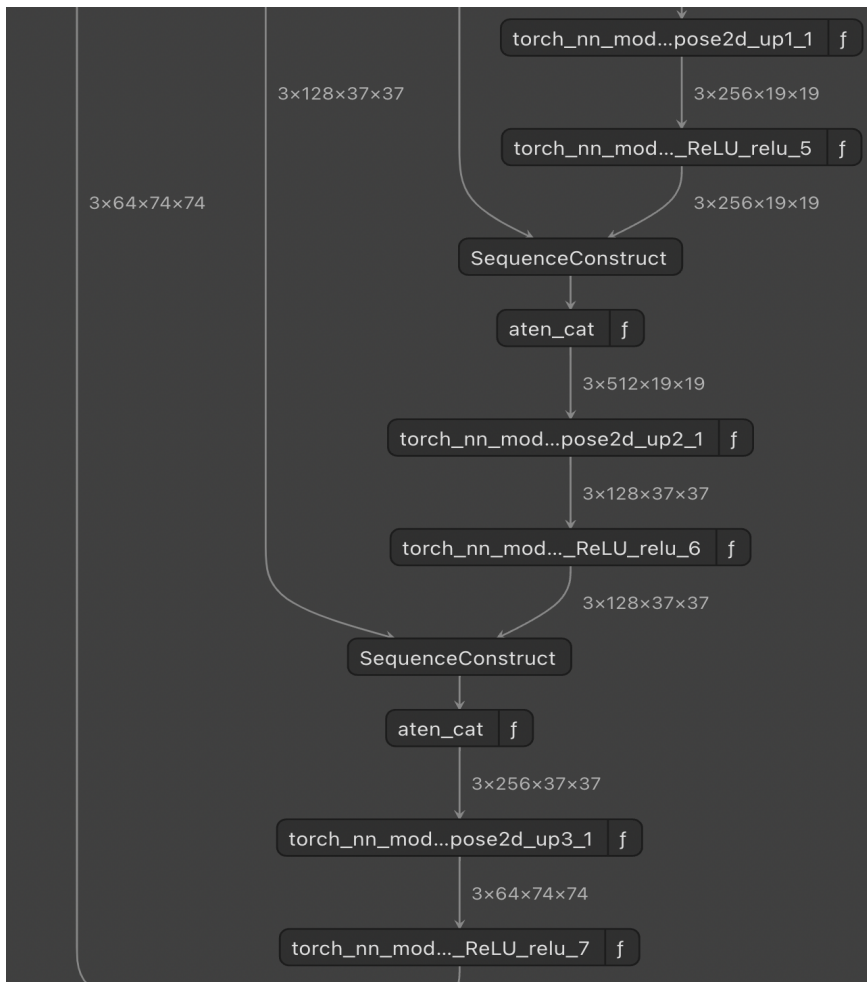 torch_nn_mod...pose2d_up1_1 ƒ
3×128×37×37
3×256×19×19
torch_nn_mod..._ReLU_relu_5 ƒ
3×64×74×74
3×256×19×19
SequenceConstruct
aten_cat ƒ
3×512×19×19
torch_nn_mod...pose2d_up2_1 ƒ
3×128×37×37
torch_nn_mod..._ReLU_relu_6 ƒ
3×128×37×37
SequenceConstruct
aten_cat ƒ
3×256×37×37
torch_nn_mod...pose2d_up3_1 ƒ
3×64×74×74
torch_nn_mod..._ReLU_relu_7 ƒ